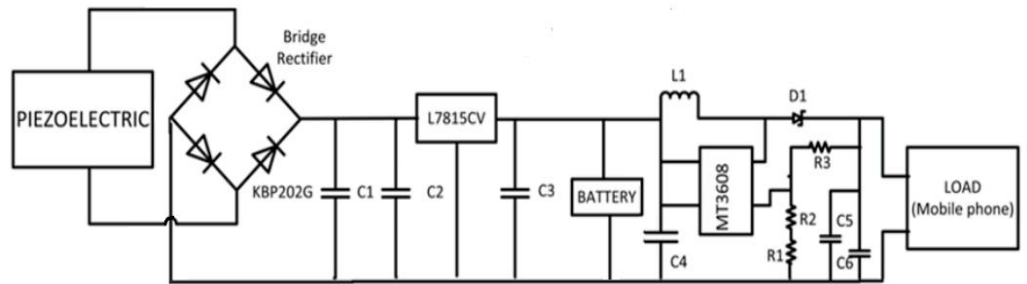 Bridge
Rectifier
PIEZOELECTRIC
KBP202G
C1
C2
L7815CV
C3
BATTERY
L1
C4
MT3608
D1
R3
R2
R1
C5
C6
LOAD
(Mobile phone)